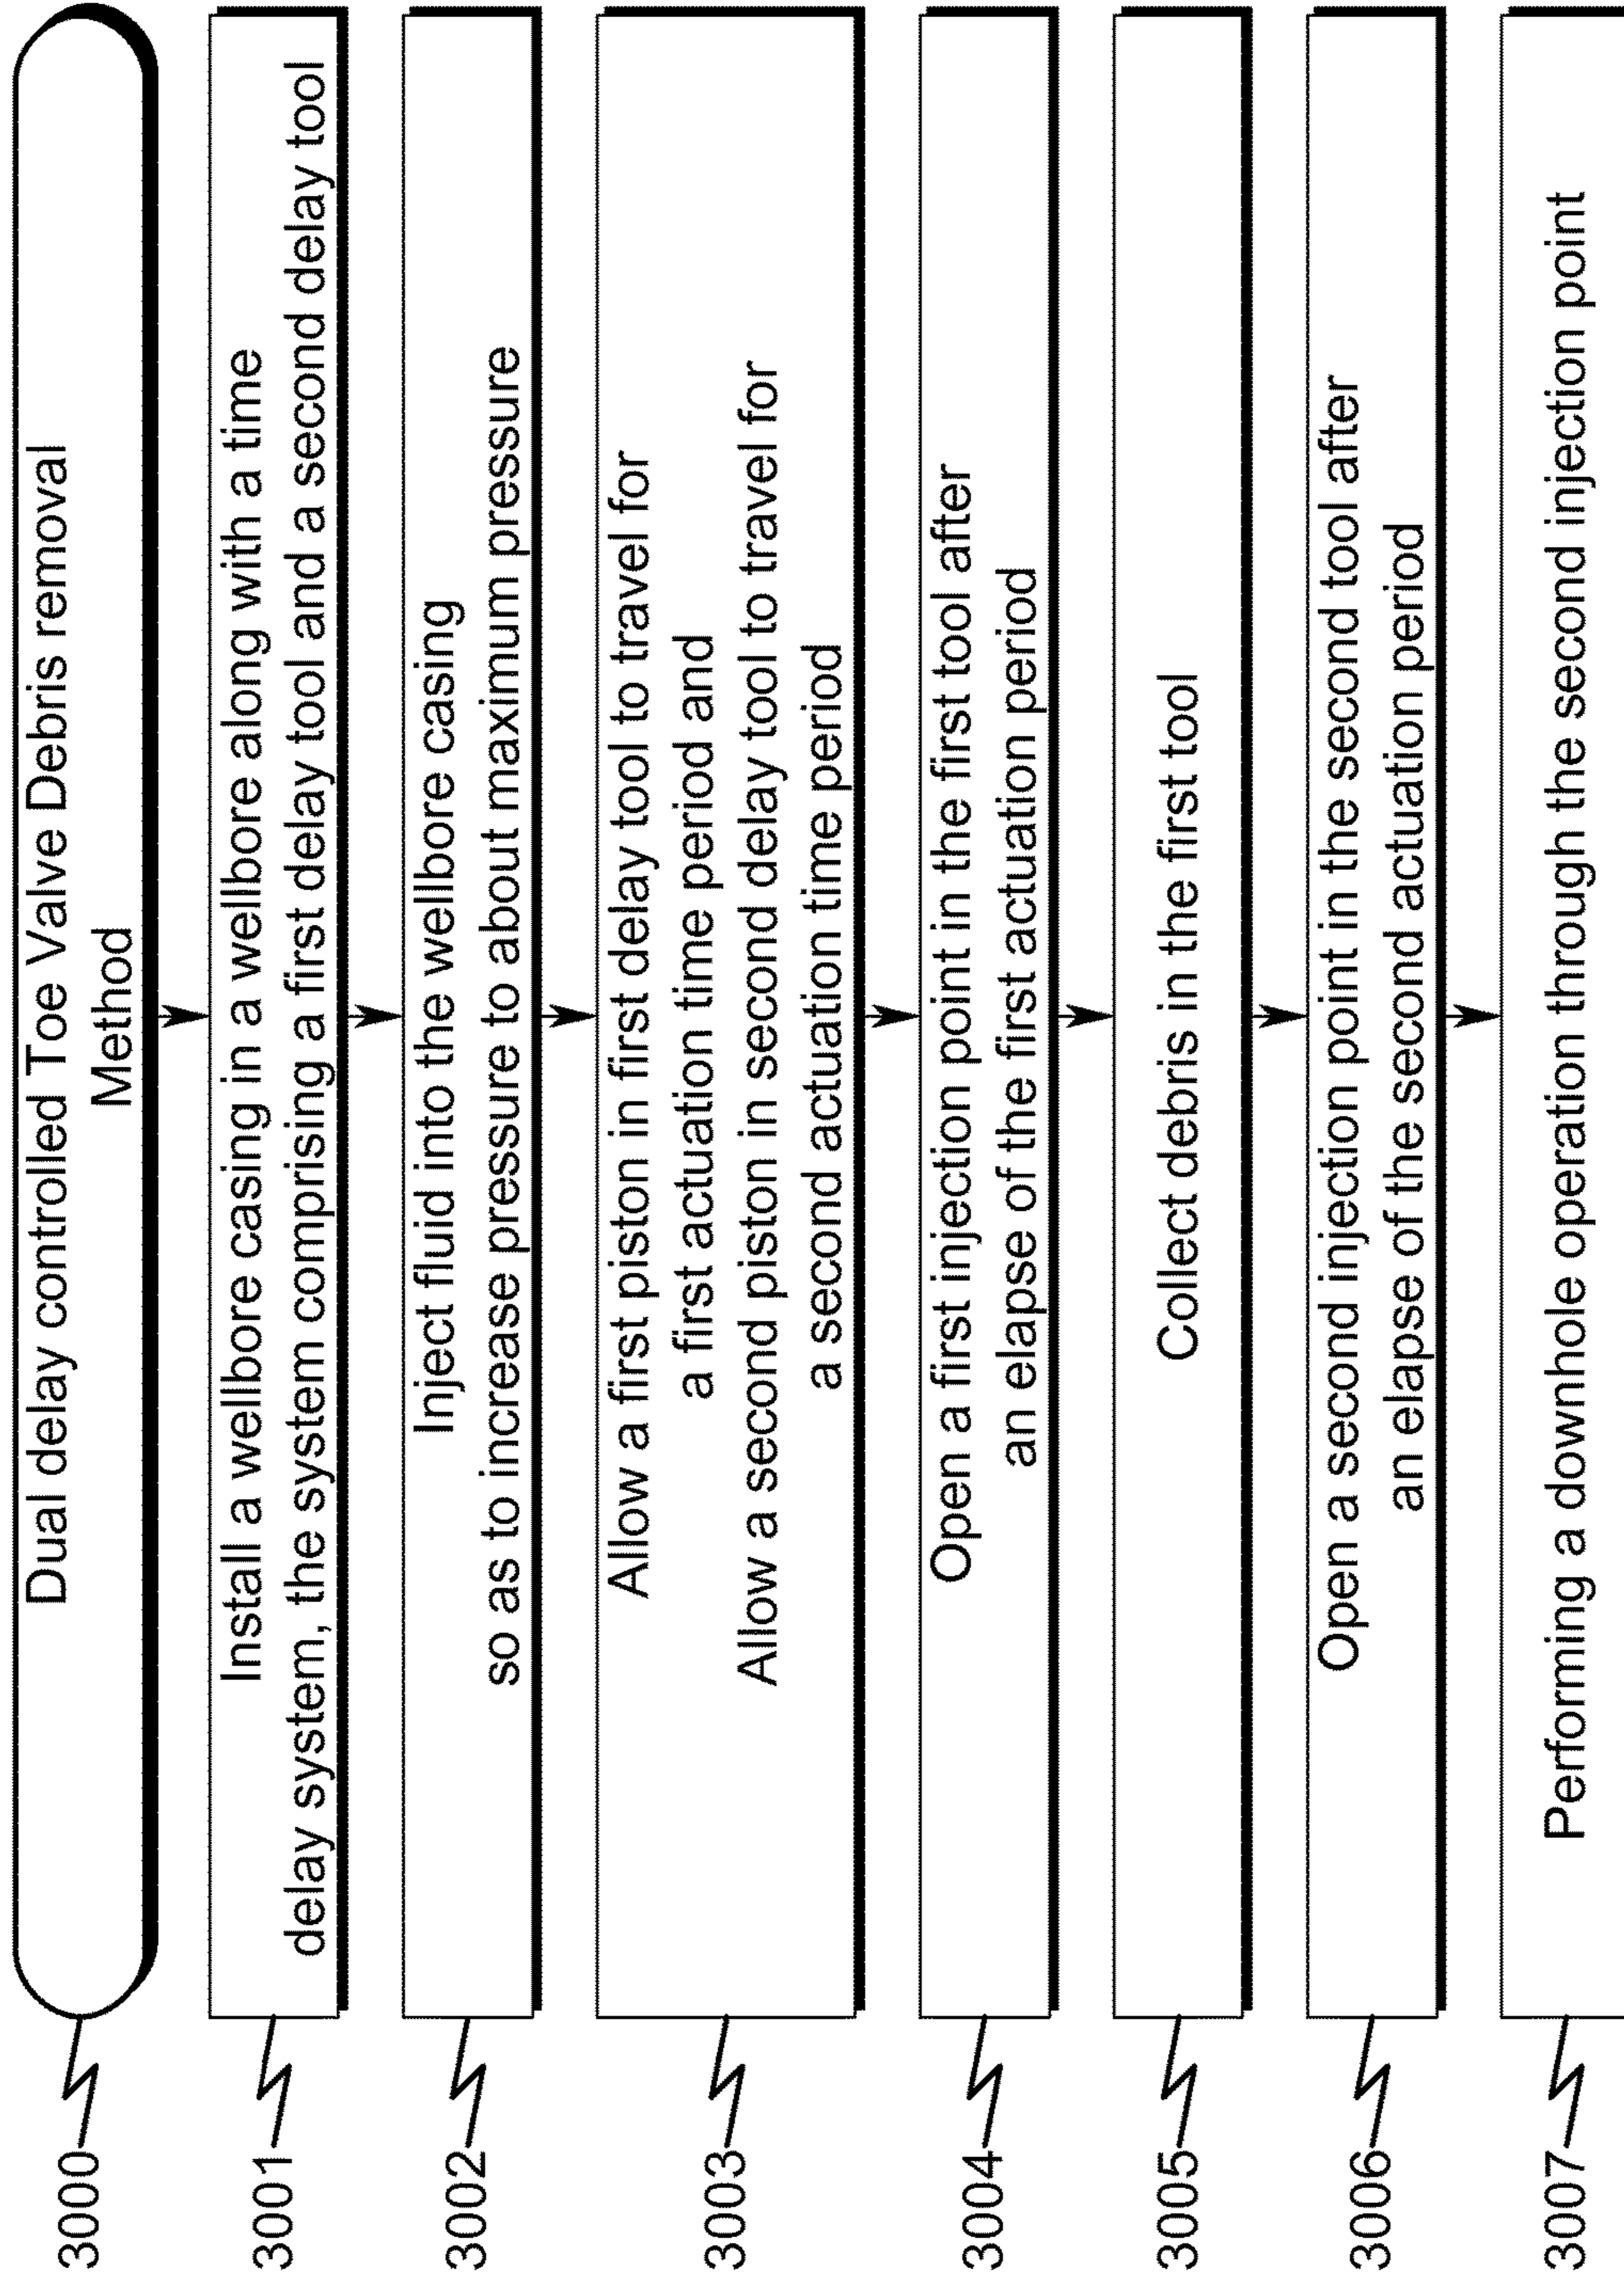 Dual delay controlled Toe Valve Debris removal
Method
3000
Install a wellbore casing in a wellbore along with a time
delay system, the system comprising a first delay tool and a second delay tool
3001
Inject fluid into the wellbore casing
so as to increase pressure to about maximum pressure
3002
Allow a first piston in first delay tool to travel for
a first actuation time period and
Allow a second piston in second delay tool to travel for
a second actuation time period
3003
Open a first injection point in the first tool after
an elapse of the first actuation period
3004
Collect debris in the first tool
3005
Open a second injection point in the second tool after
an elapse of the second actuation period
3006
Performing a downhole operation through the second injection point
3007